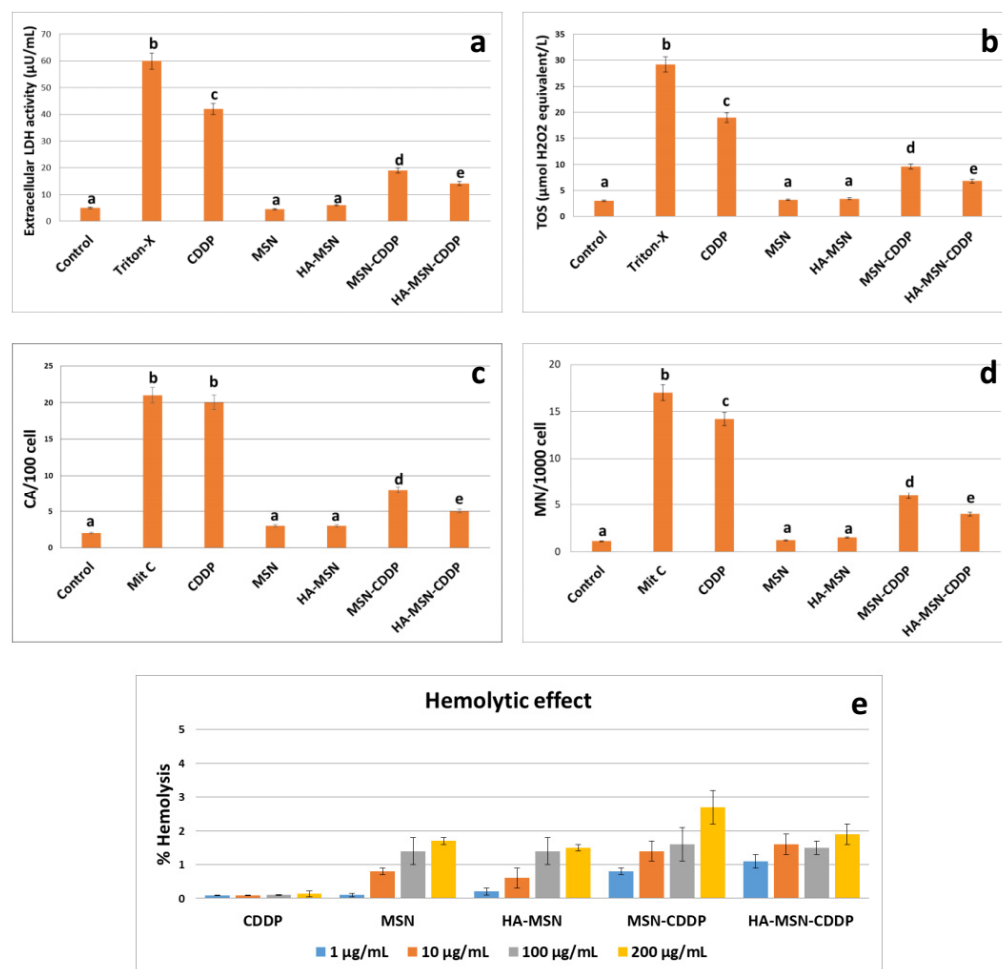 a
Extracellular LDH activity (µU/mL)
70
60
50
40
30
20
10
0
a
b
c
a
a
d
e
Control
Triton-X
CDDP
MSN
HA-MSN
MSN-CDDP
HA-MSN-CDDP
b
TOS (µmol H2O2 equivalent/L)
35
30
25
20
15
10
5
0
a
b
c
a
a
d
e
Control
Triton-X
CDDP
MSN
HA-MSN
MSN-CDDP
HA-MSN-CDDP
c
CA/100 cell
25
20
15
10
5
0
a
b
b
a
a
d
e
Control
Mit C
CDDP
MSN
HA-MSN
MSN-CDDP
HA-MSN-CDDP
d
MN/1000 cell
20
15
10
5
0
a
b
c
a
a
d
e
Control
Mit C
CDDP
MSN
HA-MSN
MSN-CDDP
HA-MSN-CDDP
Hemolytic effect
e
% Hemolysis
5
4
3
2
1
0
CDDP MSN HA-MSN MSN-CDDP HA-MSN-CDDP
1 µg/mL 10 µg/mL 100 µg/mL 200 µg/mL